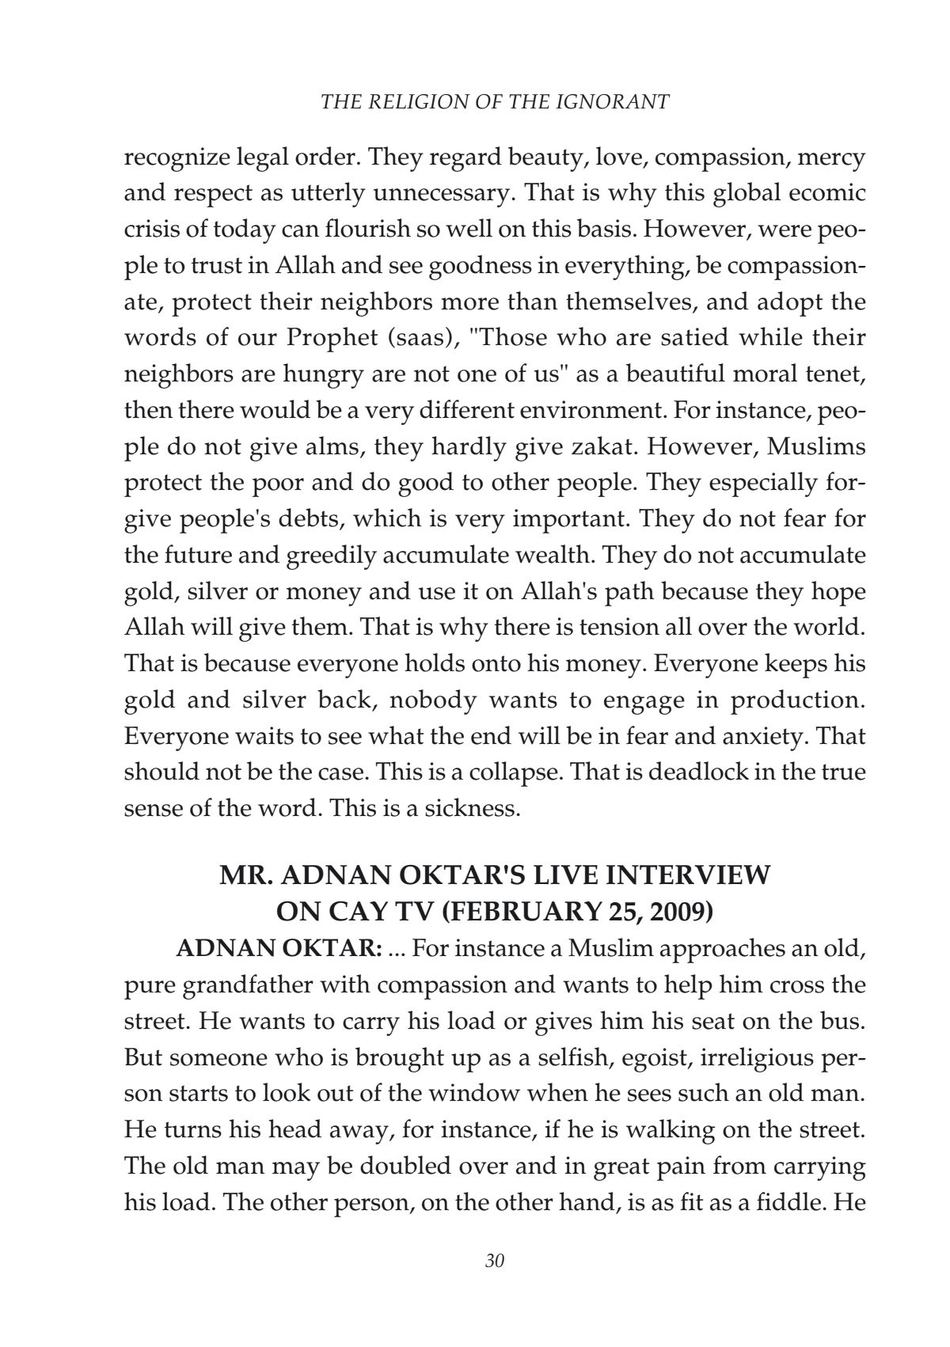 THE RELIGION OF THE IGNORANT
recognize legal order. They regard beauty, love, compassion, mercy
and respect as utterly unnecessary. That is why this global ecomic
crisis of today can flourish so well on this basis. However, were peo-
ple to trust in Allah and see goodness in everything, be compassion-
ate, protect their neighbors more than themselves, and adopt the
words of our Prophet (saas), "Those who are satied while their
neighbors are hungry are not one of us" as a beautiful moral tenet,
then there would be a very different environment. For instance, peo-
ple do not give alms, they hardly give zakat. However, Muslims
protect the poor and do good to other people. They especially for-
give people's debts, which is very important. They do not fear for
the future and greedily accumulate wealth. They do not accumulate
gold, silver or money and use it on Allah's path because they hope
Allah will give them. That is why there is tension all over the world.
That is because everyone holds onto his money. Everyone keeps his
gold and silver back, nobody wants to engage in production.
Everyone waits to see what the end will be in fear and anxiety. That
should not be the case. This is a collapse. That is deadlock in the true
sense of the word. This is a sickness.
MR. ADNAN OKTAR'S LIVE INTERVIEW
ON CAY TV (FEBRUARY 25, 2009)
ADNAN OKTAR: ... For instance a Muslim approaches an old,
pure grandfather with compassion and wants to help him cross the
street. He wants to carry his load or gives him his seat on the bus.
But someone who is brought up as a selfish, egoist, irreligious per-
son starts to look out of the window when he sees such an old man.
He turns his head away, for instance, if he is walking on the street.
The old man may be doubled over and in great pain from carrying
his load. The other person, on the other hand, is as fit as a fiddle. He
30